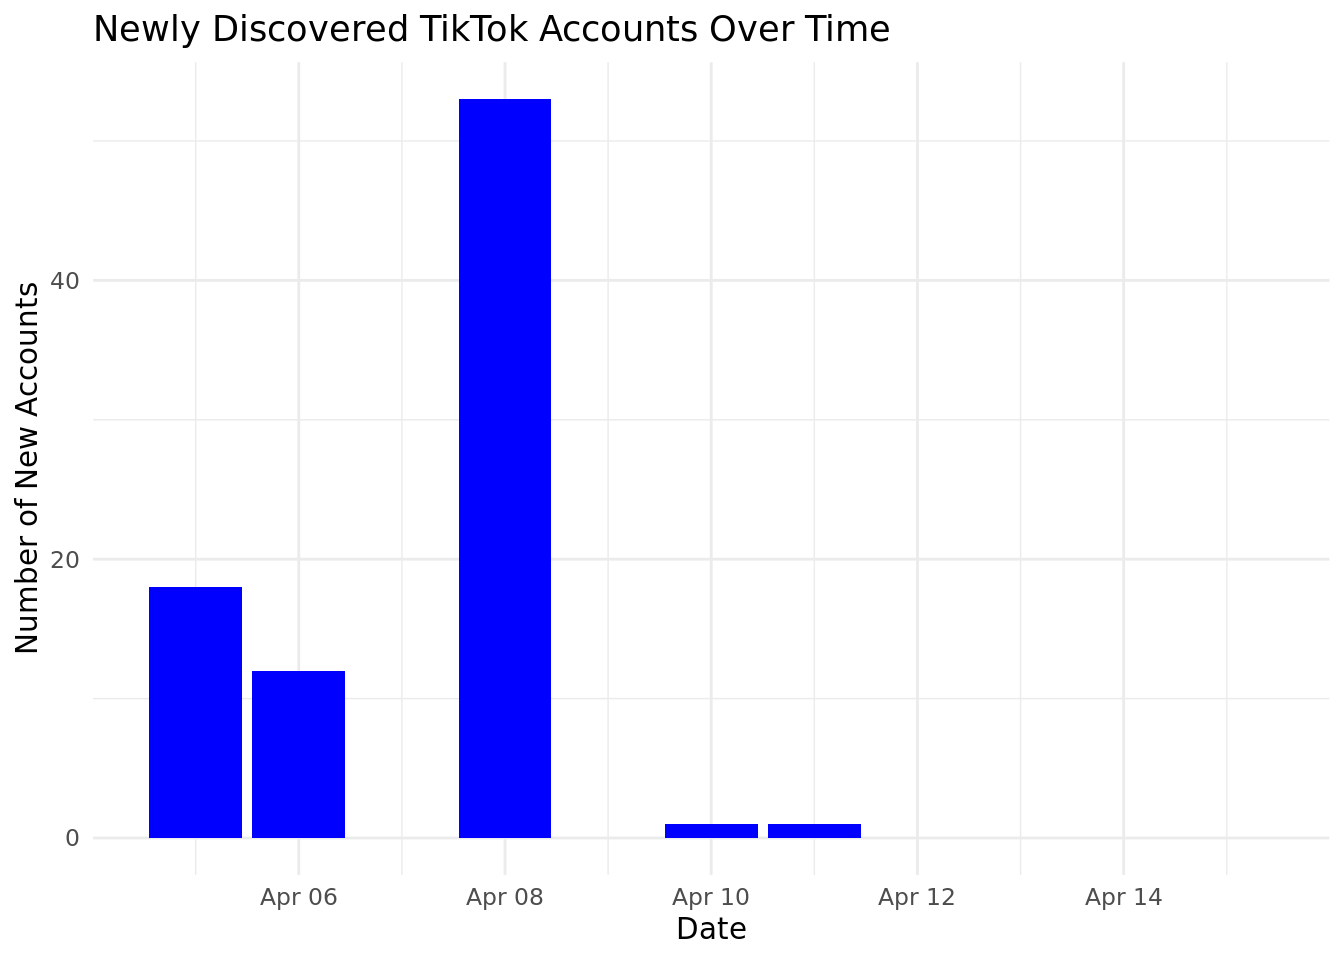 Newly Discovered TikTok Accounts Over Time
Number of New Accounts
40
20
0
Apr 06
Apr 08
Apr 10
Apr 12
Apr 14
Date